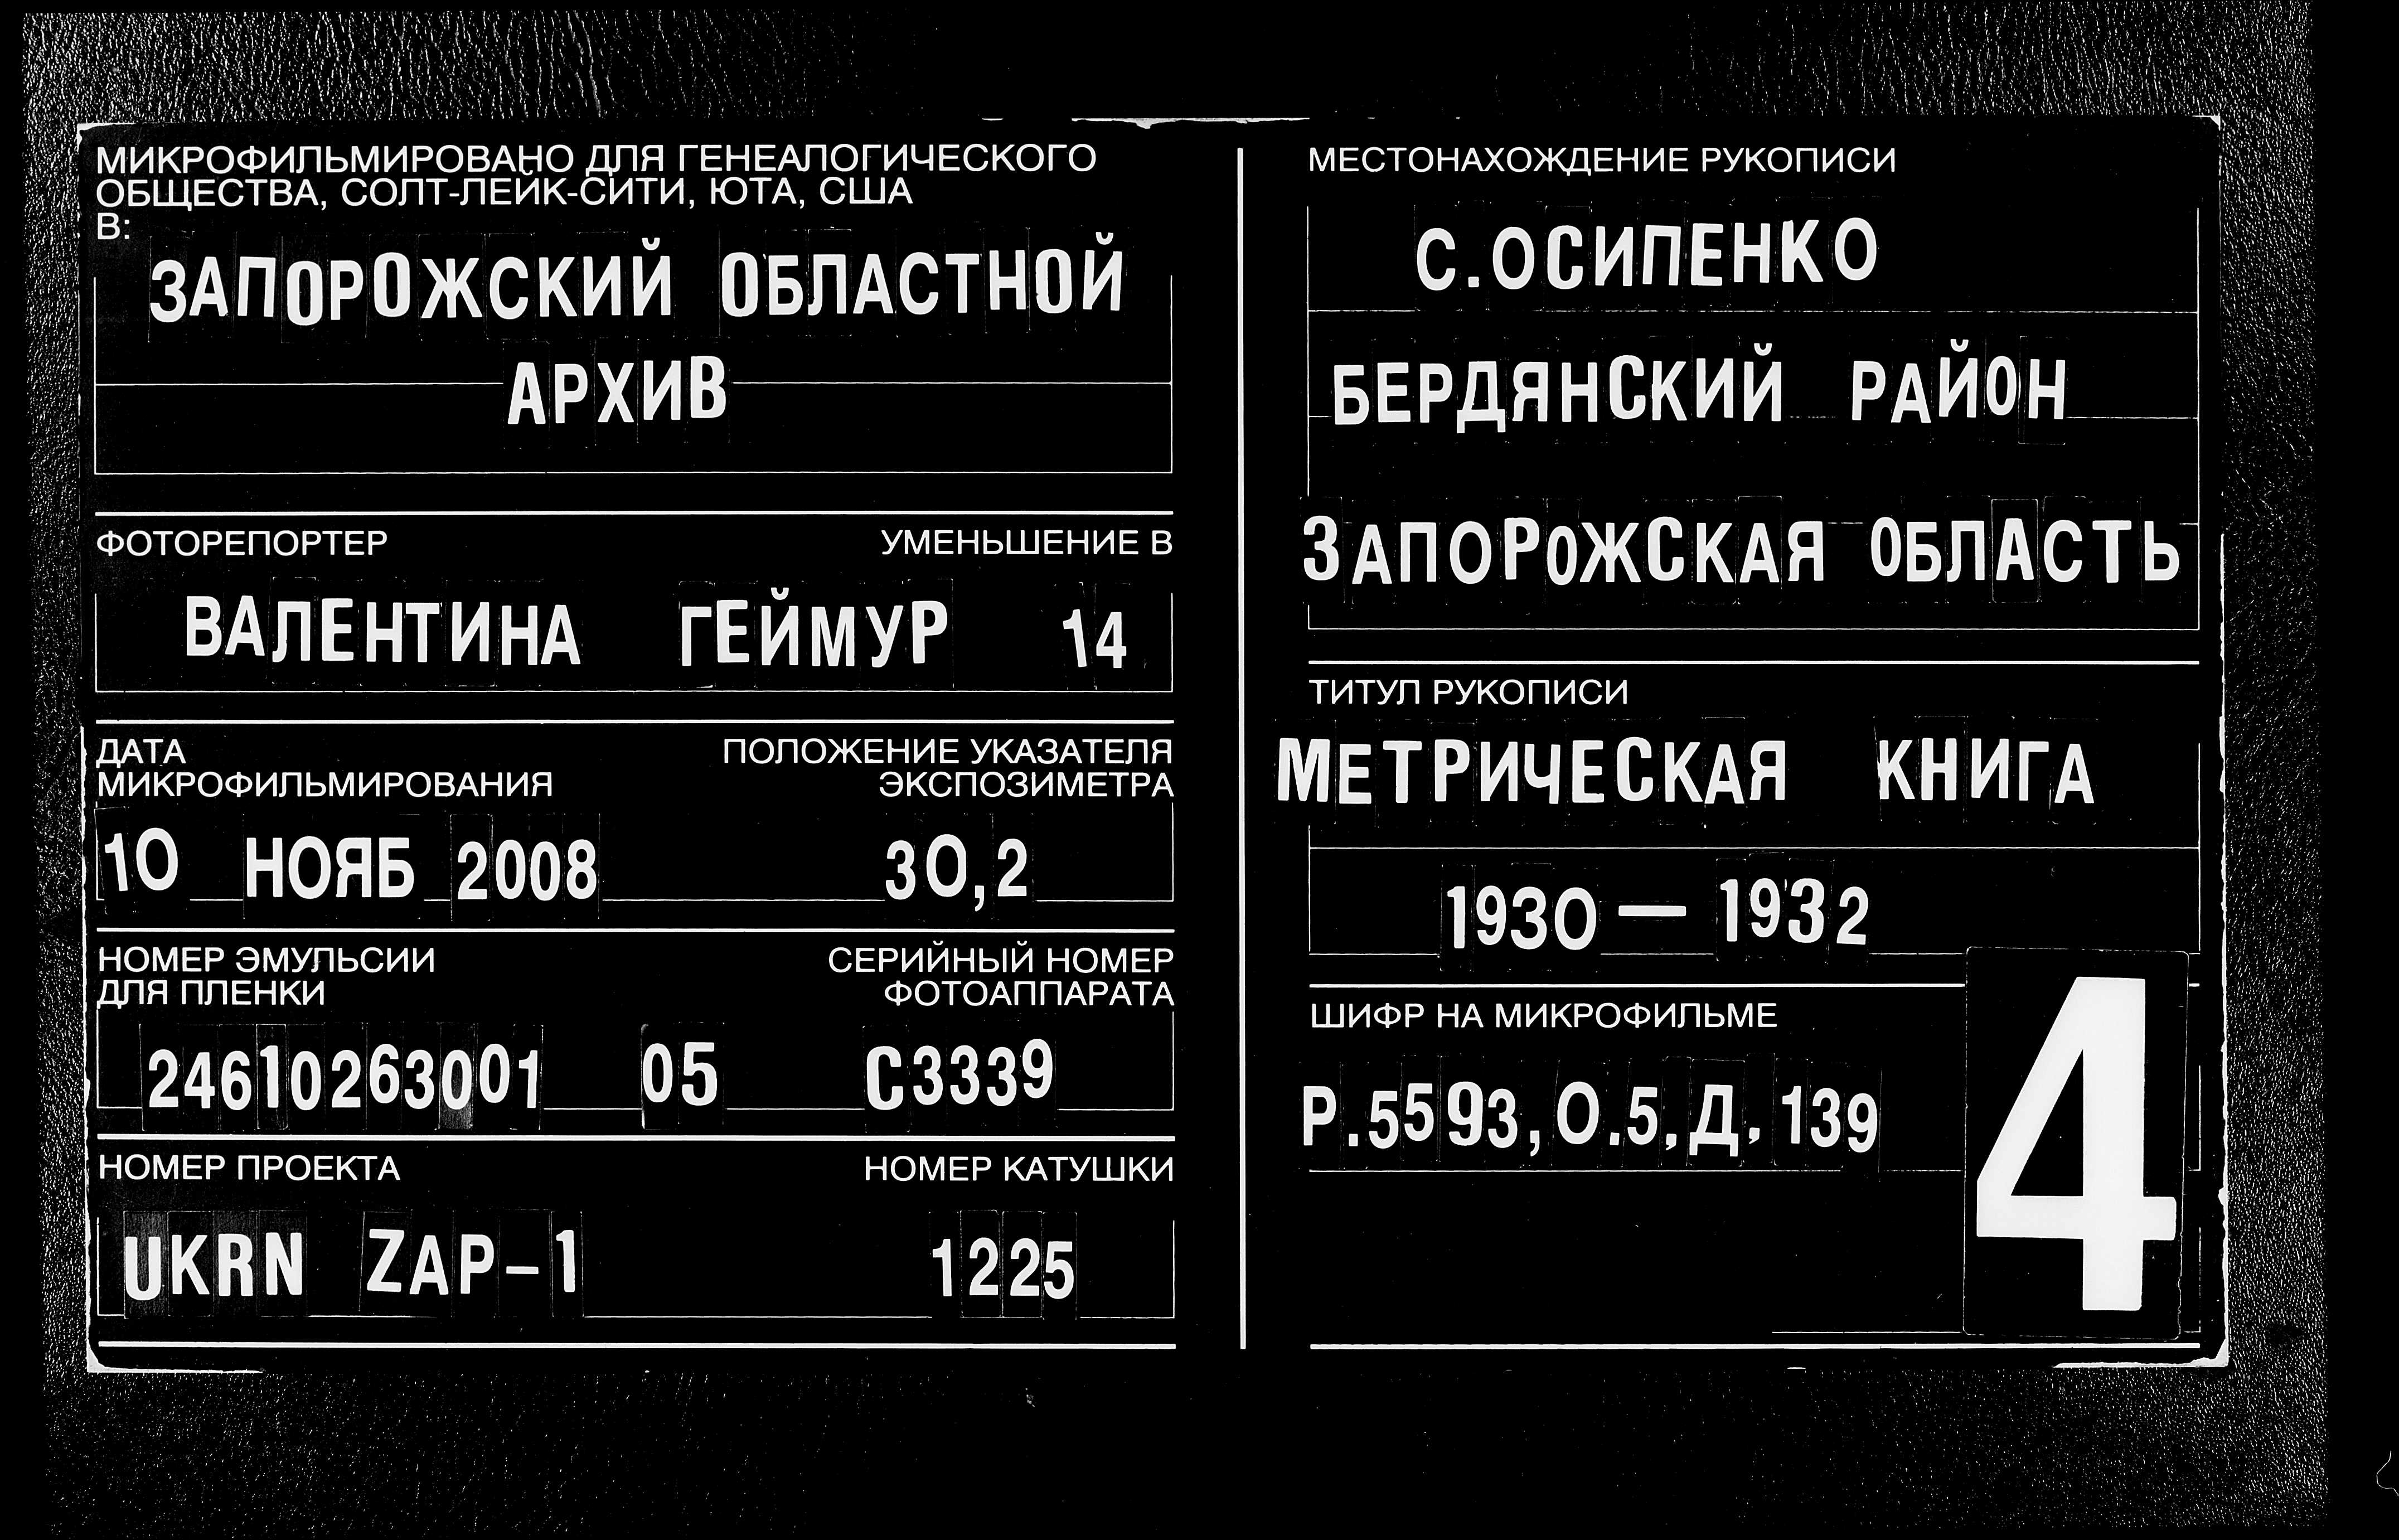 МИКРОФИЛЬМИРОВАНО ДЛЯ ГЕНЕАЛОГИЧЕСКОГО
ОБЩЕСТВА, СОЛТ-ЛЕЙК-СИТИ, ЮТА, США
В:
ЗАПОРОЖСКИЙ ОБЛАСТНОЙ
АРХИВ
ФОТОРЕПОРТЕР УМЕНЬШЕНИЕ В
ВАЛЕНТИНА ГЕЙМУР 14
ДАТА ПОЛОЖЕНИЕ УКАЗАТЕЛЯ
МИКРОФИЛЬМИРОВАНИЯ ЭКСПОЗИМЕТРА
10 НОЯБ 2008 30,2
НОМЕР ЭМУЛЬСИИ СЕРИЙНЫЙ НОМЕР
ДЛЯ ПЛЕНКИ ФОТОАППАРАТА
24610263001 05 С3339
НОМЕР ПРОЕКТА НОМЕР КАТУШКИ
UKRN ZAP-1 1225
МЕСТОНАХОЖДЕНИЕ РУКОПИСИ
С.ОСИПЕНКО
БЕРДЯНСКИЙ РАЙОН
ЗАПОРОЖСКАЯ ОБЛАСТЬ
ТИТУЛ РУКОПИСИ
МЕТРИЧЕСКАЯ КНИГА
1930 — 1932
ШИФР НА МИКРОФИЛЬМЕ
Р.5593, О.5, Д. 139
4